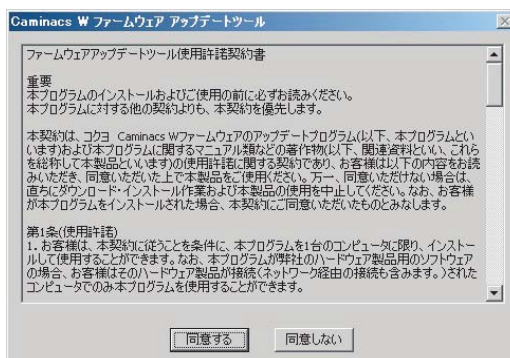 Caminacs W ファームウェア アップデートツール
ファームウェアアップデートツール使用許諾契約書
重要
本プログラムのインストールおよびご使用の前に必ずお読みください。
本プログラムに対する他の契約よりも、本契約を優先します。
本契約は、コクヨ Caminacs Wファームウェアのアップデートプログラム(以下、本プログラムとい
います)および本プログラムに関するマニュアル類などの著作物(以下、関連資料といい、これら
を総称して本製品といいます)の使用許諾に関する契約であり、お客様は以下の内容をお読
みいただき、同意いただいた上で本製品をご使用ください。万一、同意いただけない場合は、
直ちにダウンロード・インストール作業および本製品の使用を中止してください。なお、お客様
が本プログラムをインストールされた場合、本契約にご同意いただいたものとみなします。
第1条(使用許諾)
1. お客様は、本契約に従うことを条件に、本プログラムを1台のコンピュータに限り、インストー
ルして使用することができます。なお、本プログラムが弊社のハードウェア製品用のソフトウェア
の場合、お客様はそのハードウェア製品が接続(ネットワーク経由の接続も含みます。)された
コンピュータでのみ本プログラムを使用することができます。
同意する
同意しない